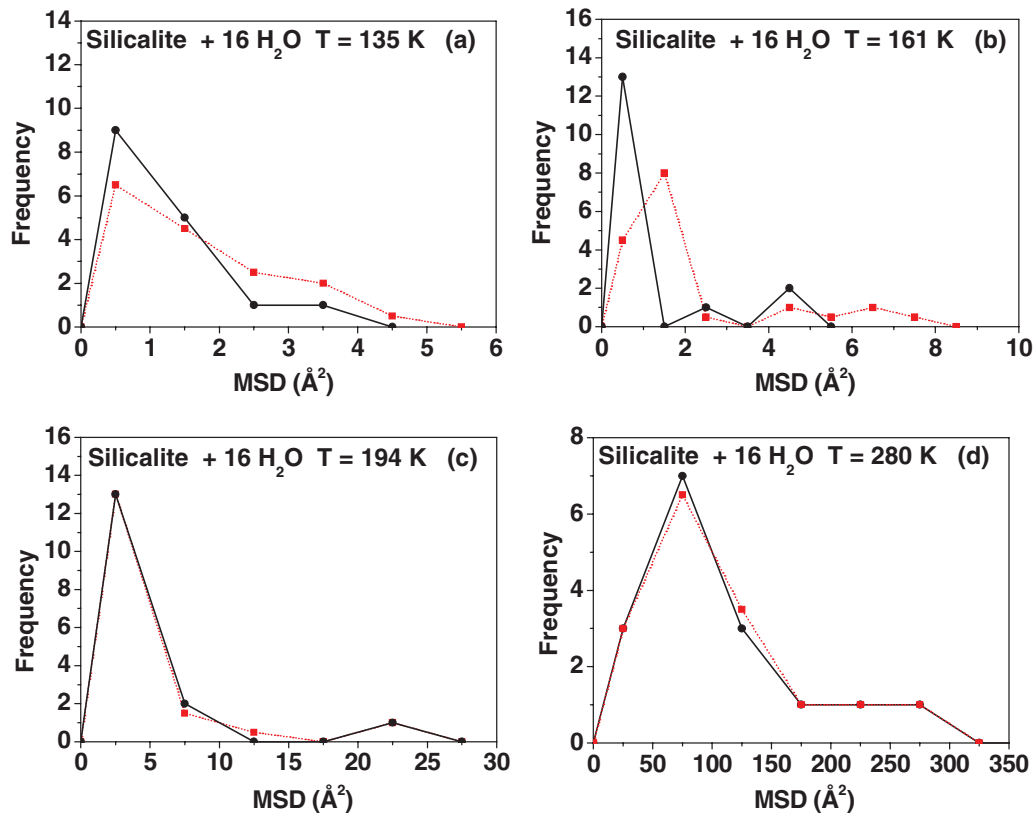 Silicalite + 16 H₂O T = 135 K (a)
Frequency
14
12
10
8
6
4
2
0
0 1 2 3 4 5 6
MSD (Å²)
Silicalite + 16 H₂O T = 161 K (b)
Frequency
16
14
12
10
8
6
4
2
0
0 2 4 6 8 10
MSD (Å²)
Silicalite + 16 H₂O T = 194 K (c)
Frequency
16
14
12
10
8
6
4
2
0
0 5 10 15 20 25 30
MSD (Å²)
Silicalite + 16 H₂O T = 280 K (d)
Frequency
8
6
4
2
0
0 50 100 150 200 250 300 350
MSD (Å²)